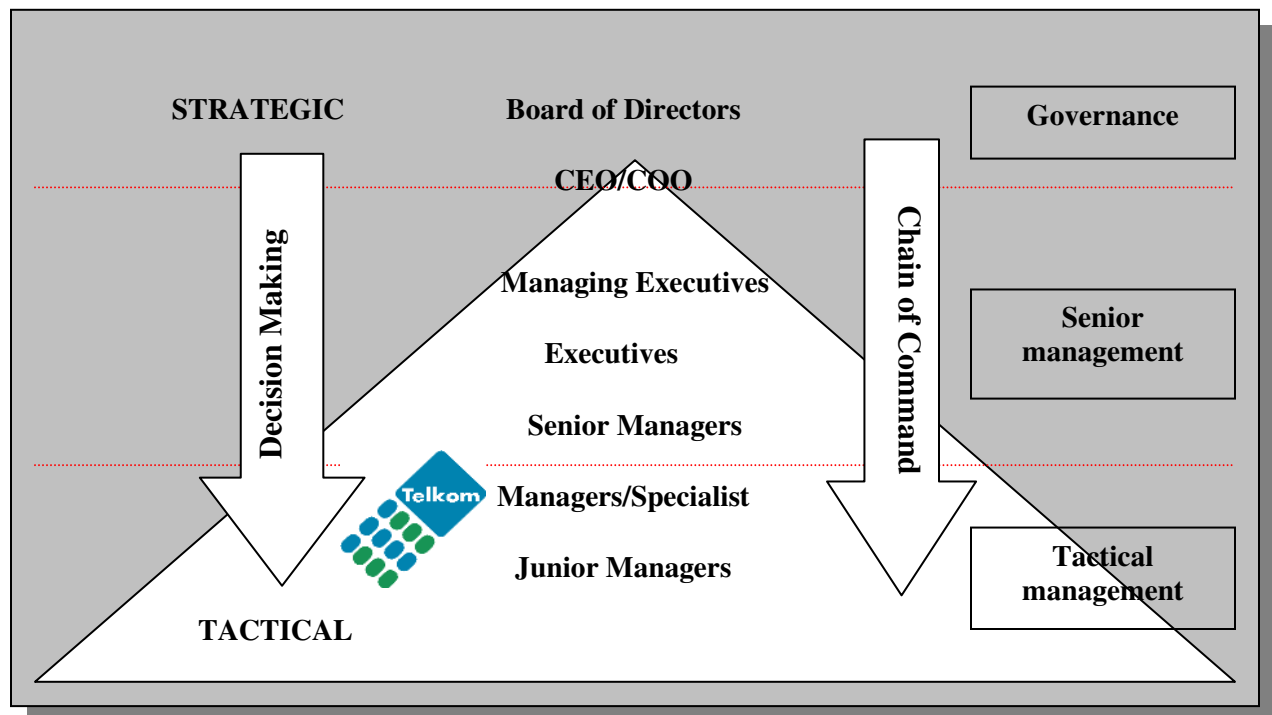 STRATEGIC
Board of Directors
Governance
CEO/COO
Decision Making
Chain of Command
Managing Executives
Senior
management
Executives
Senior Managers
Telkom
Managers/Specialist
Junior Managers
Tactical
management
TACTICAL